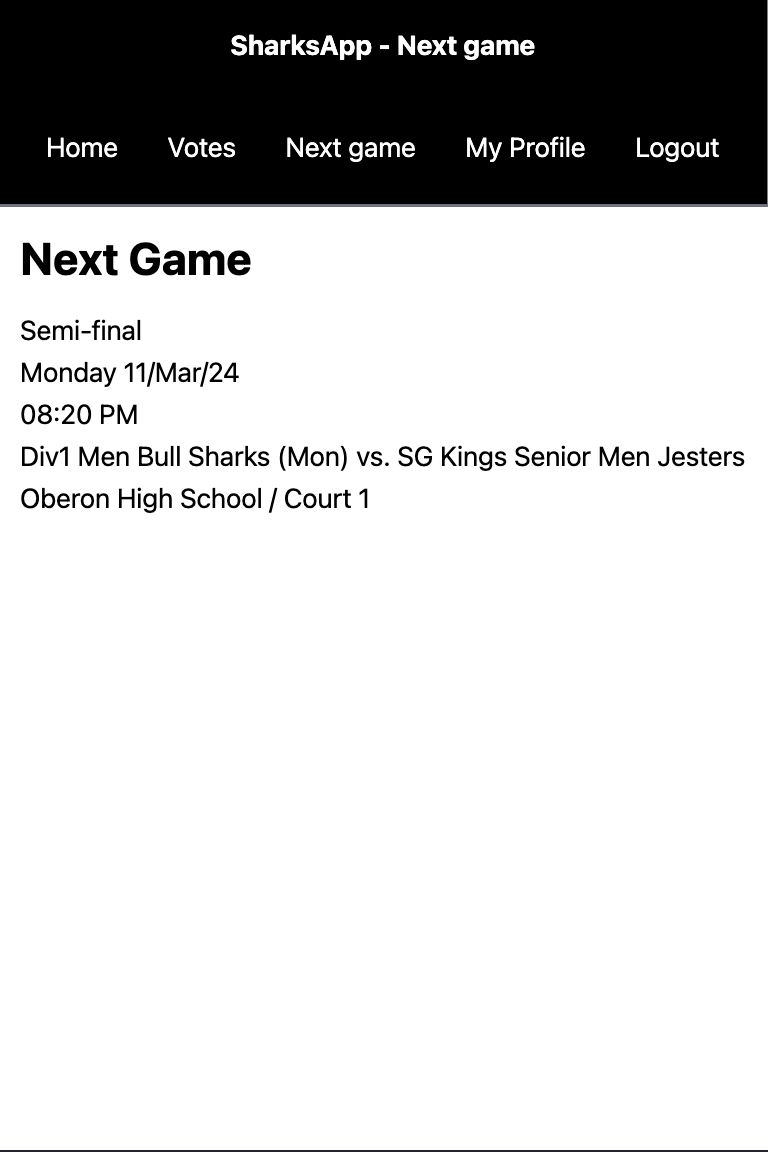 SharksApp - Next game
Home Votes Next game My Profile Logout
Next Game
Semi-final
Monday 11/Mar/24
08:20 PM
Div1 Men Bull Sharks (Mon) vs. SG Kings Senior Men Jesters
Oberon High School / Court 1